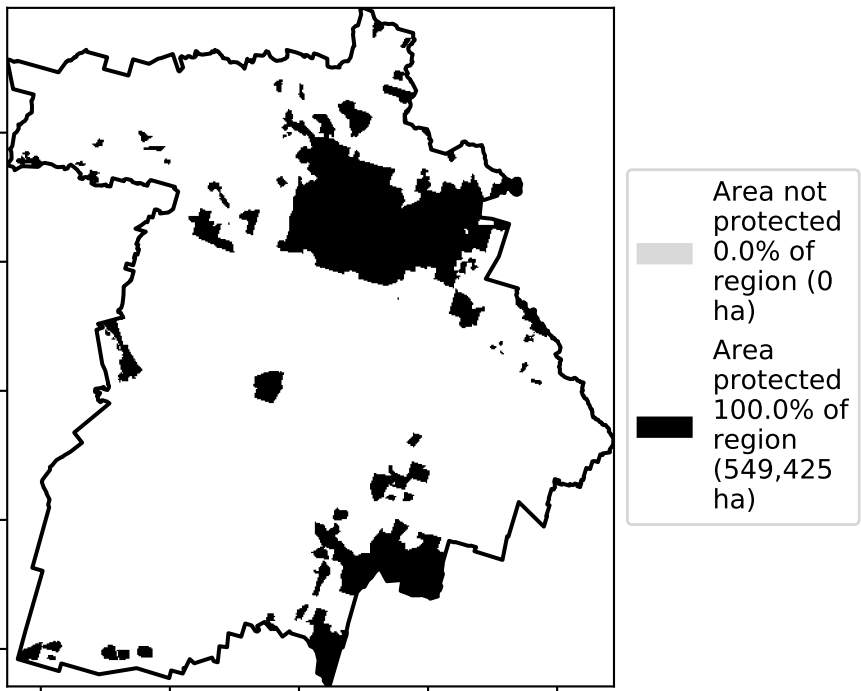 Area not
protected
0.0% of
region (0
ha)
Area
protected
100.0% of
region
(549,425
ha)